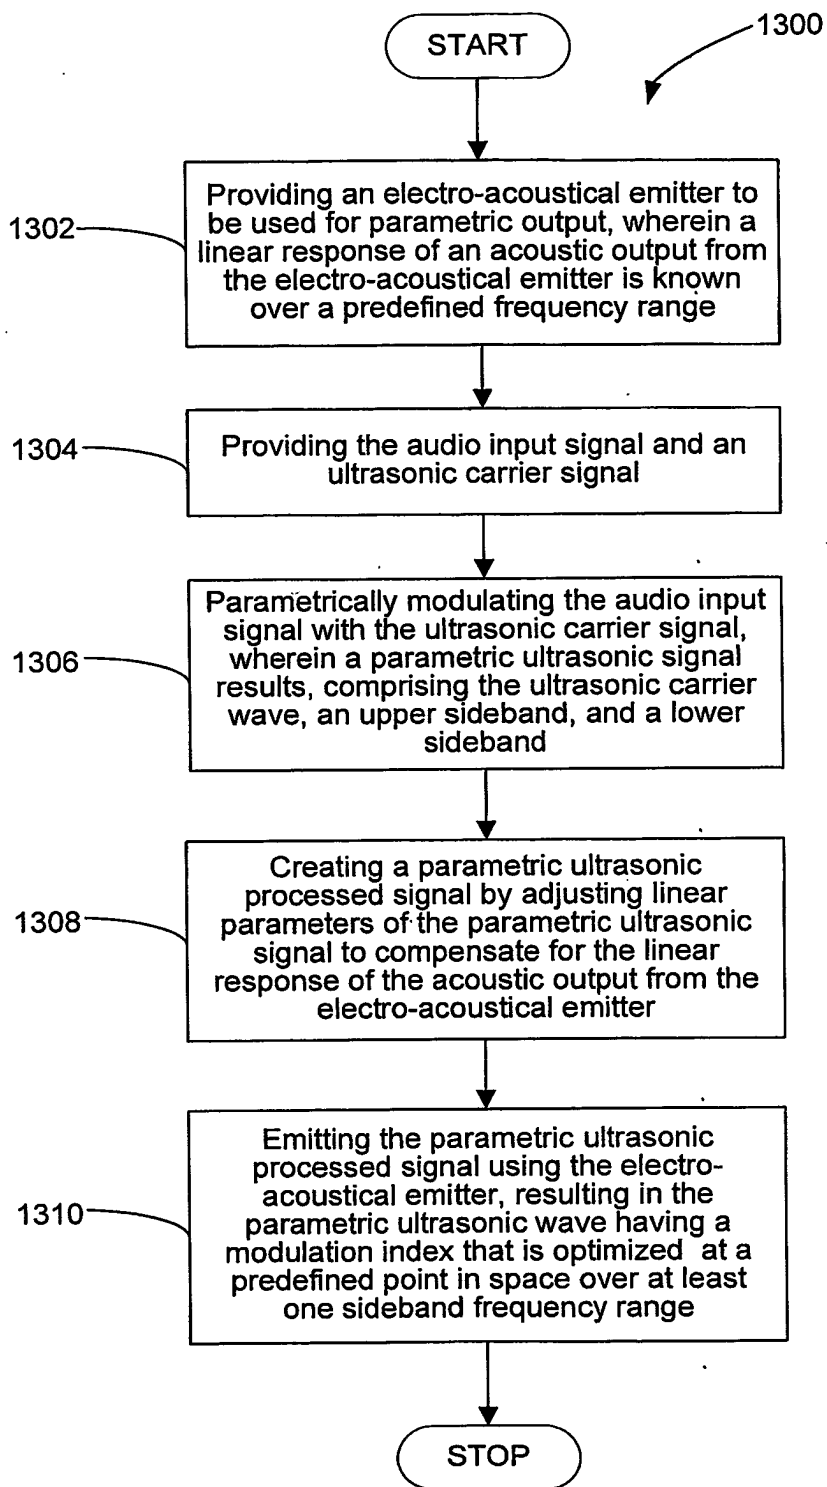 START
1300
1302
Providing an electro-acoustical emitter to
be used for parametric output, wherein a
linear response of an acoustic output from
the electro-acoustical emitter is known
over a predefined frequency range
1304
Providing the audio input signal and an
ultrasonic carrier signal
1306
Parametrically modulating the audio input
signal with the ultrasonic carrier signal,
wherein a parametric ultrasonic signal
results, comprising the ultrasonic carrier
wave, an upper sideband, and a lower
sideband
1308
Creating a parametric ultrasonic
processed signal by adjusting linear
parameters of the parametric ultrasonic
signal to compensate for the linear
response of the acoustic output from the
electro-acoustical emitter
1310
Emitting the parametric ultrasonic
processed signal using the electro-
acoustical emitter, resulting in the
parametric ultrasonic wave having a
modulation index that is optimized at a
predefined point in space over at least
one sideband frequency range
STOP